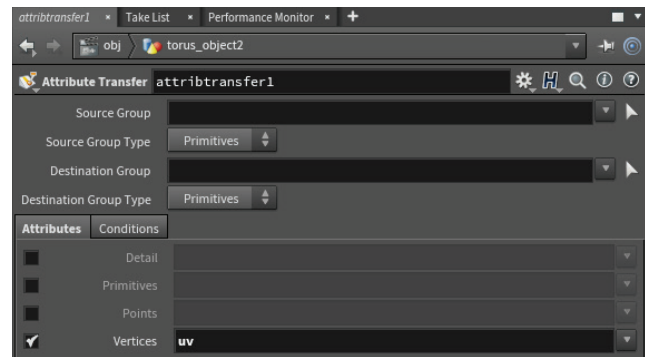 attribtransfer1 × Take List × Performance Monitor × +
obj torus_object2
Attribute Transfer attribtransfer1
Source Group
Source Group Type Primitives
Destination Group
Destination Group Type Primitives
Attributes Conditions
Detail
Primitives
Points
Vertices uv